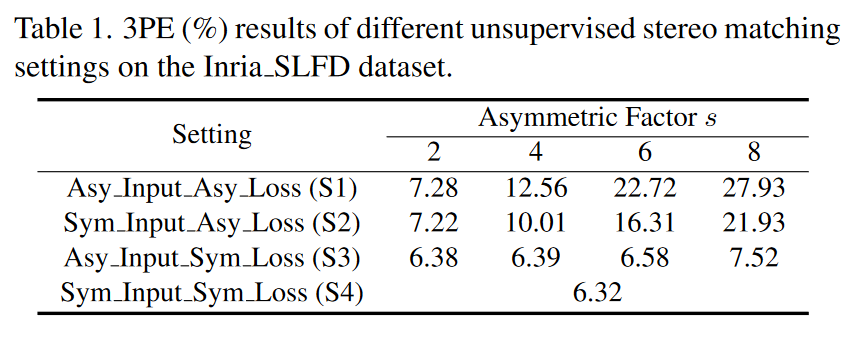 Table 1. 3PE (%) results of different unsupervised stereo matching
settings on the Inria_SLFD dataset.
Setting Asymmetric Factor s
2 4 6 8
Asy_Input_Asy_Loss (S1) 7.28 12.56 22.72 27.93
Sym_Input_Asy_Loss (S2) 7.22 10.01 16.31 21.93
Asy_Input_Sym_Loss (S3) 6.38 6.39 6.58 7.52
Sym_Input_Sym_Loss (S4) 6.32